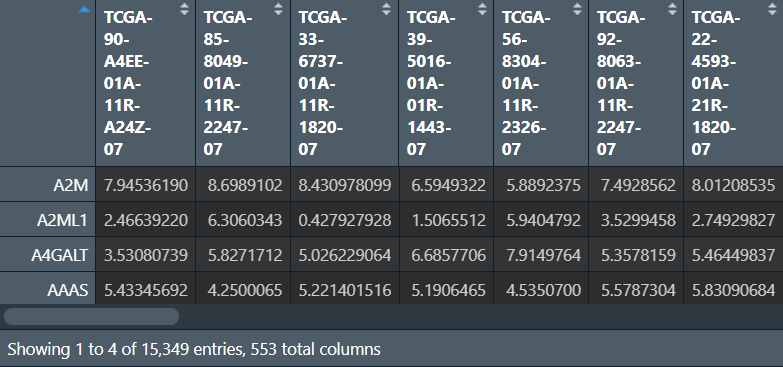 TCGA-90-A4EE-01A-11R-A24Z-07 TCGA-85-8049-01A-11R-2247-07 TCGA-33-6737-01A-11R-1820-07 TCGA-39-5016-01A-01R-1443-07 TCGA-56-8304-01A-11R-2326-07 TCGA-92-8063-01A-11R-2247-07 TCGA-22-4593-01A-21R-1820-07
A2M 7.94536190 8.6989102 8.430978099 6.5949322 5.8892375 7.4928562 8.01208535
A2ML1 2.46639220 6.3060343 0.427927928 1.5065512 5.9404792 3.5299458 2.74929827
A4GALT 3.53080739 5.8271712 5.026229064 6.6857706 7.9149764 5.3578159 5.46449837
AAAS 5.43345692 4.2500065 5.221401516 5.1906465 4.5350700 5.5787304 5.83090684
Showing 1 to 4 of 15,349 entries, 553 total columns